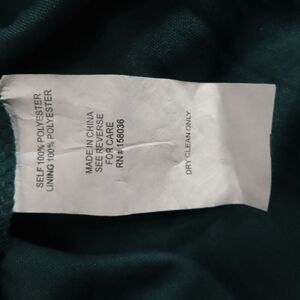 SELF 100% POLYESTER
LINING 100% POLYESTER
MADE IN CHINA
SEE REVERSE
FOR CARE
RN# 158036
DRY CLEAN ONLY